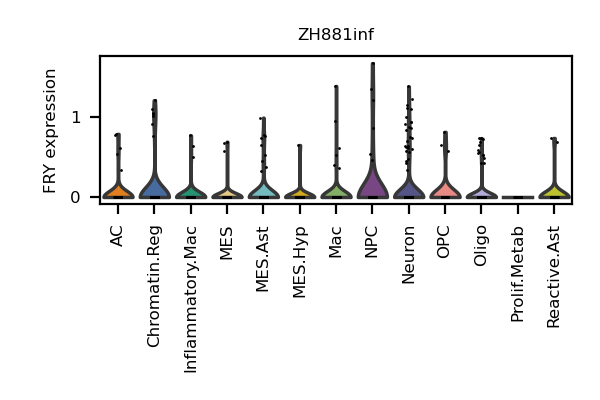 ZH881inf
FRY expression
1
0
AC
Chromatin.Reg
Inflammatory.Mac
MES
MES.Ast
MES.Hyp
Mac
NPC
Neuron
OPC
Oligo
Prolif.Metab
Reactive.Ast